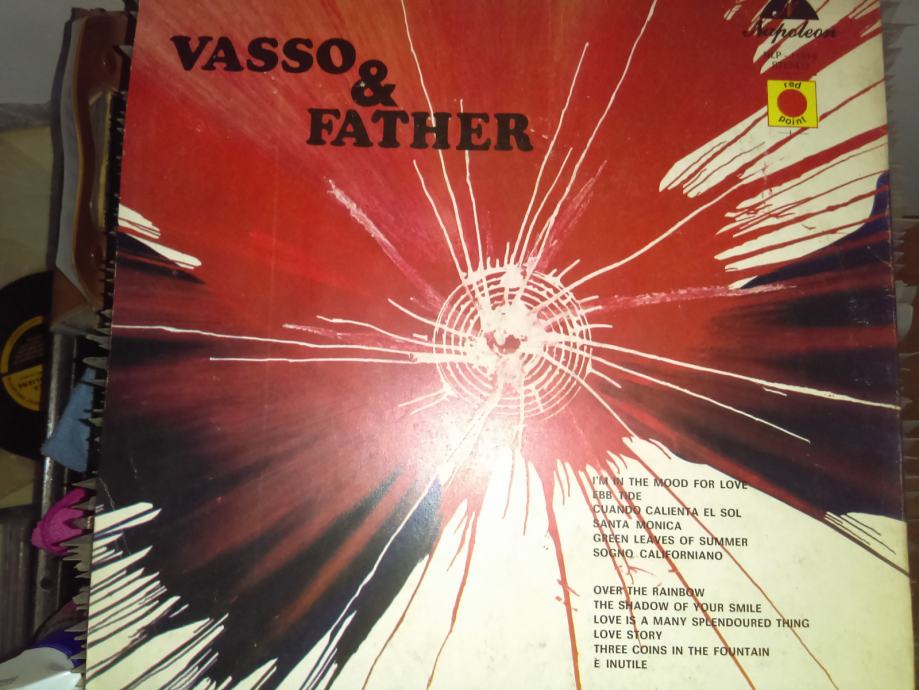 VASSO
&
FATHER
Napoleon
STEREO
red
point
I'M IN THE MOOD FOR LOVE
EBB TIDE
CUANDO CALIENTA EL SOL
SANTA MONICA
GREEN LEAVES OF SUMMER
SOGNO CALIFORNIANO
OVER THE RAINBOW
THE SHADOW OF YOUR SMILE
LOVE IS A MANY SPLENDOURED THING
LOVE STORY
THREE COINS IN THE FOUNTAIN
È INUTILE